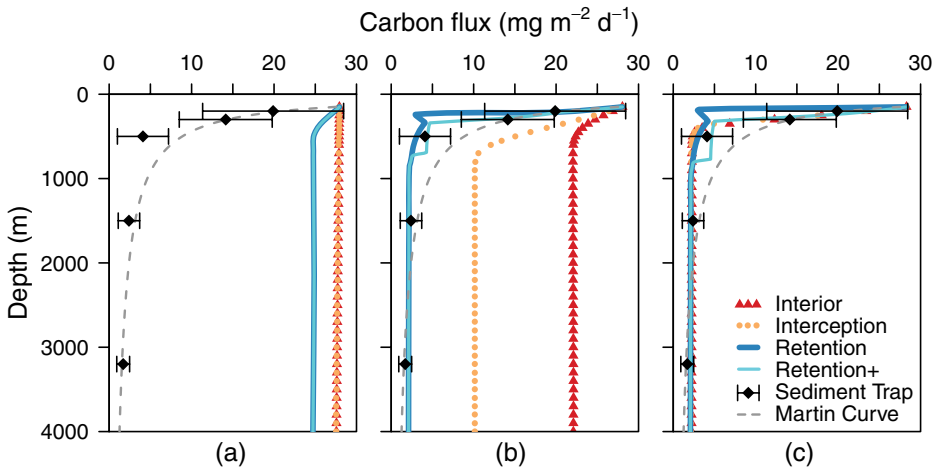 Carbon flux (mg m⁻² d⁻¹)
0 10 20 30 0 10 20 30 0 10 20 30
Depth (m)
0
1000
2000
3000
4000
Interior
Interception
Retention
Retention+
Sediment Trap
Martin Curve
(a) (b) (c)